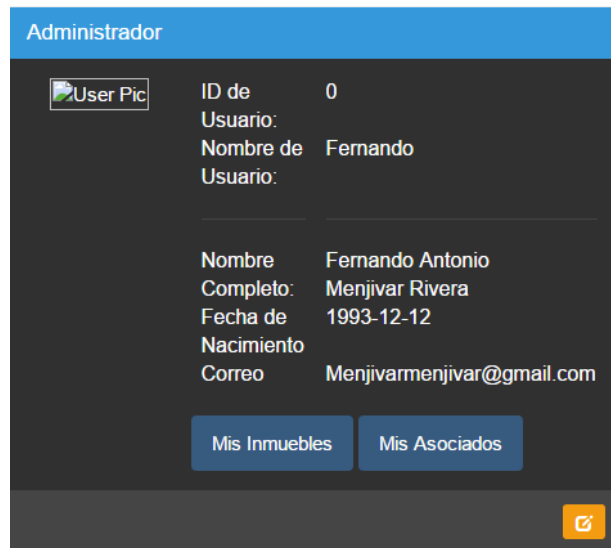 Administrador
User Pic
ID de Usuario: 0
Nombre de Usuario: Fernando
Nombre Completo: Fernando Antonio Menjivar Rivera
Fecha de Nacimiento 1993-12-12
Correo Menjivarmenjivar@gmail.com
Mis Inmuebles Mis Asociados